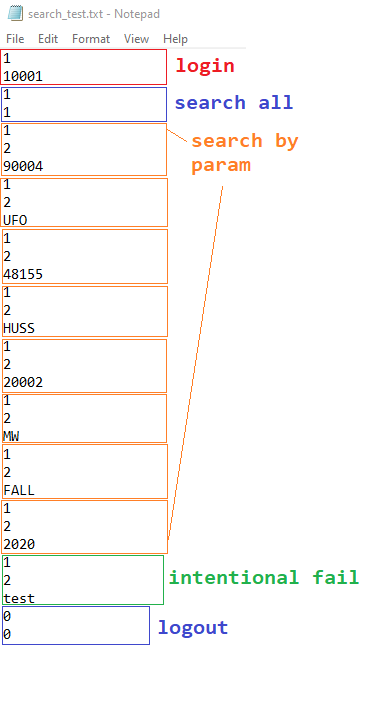 search_test.txt - Notepad
File Edit Format View Help
1
10001
login
1
1
search all
1
2
90004
search by
param
1
2
UFO
1
2
48155
1
2
HUSS
1
2
20002
1
2
MW
1
2
FALL
1
2
2020
1
2
test
intentional fail
0
0
logout